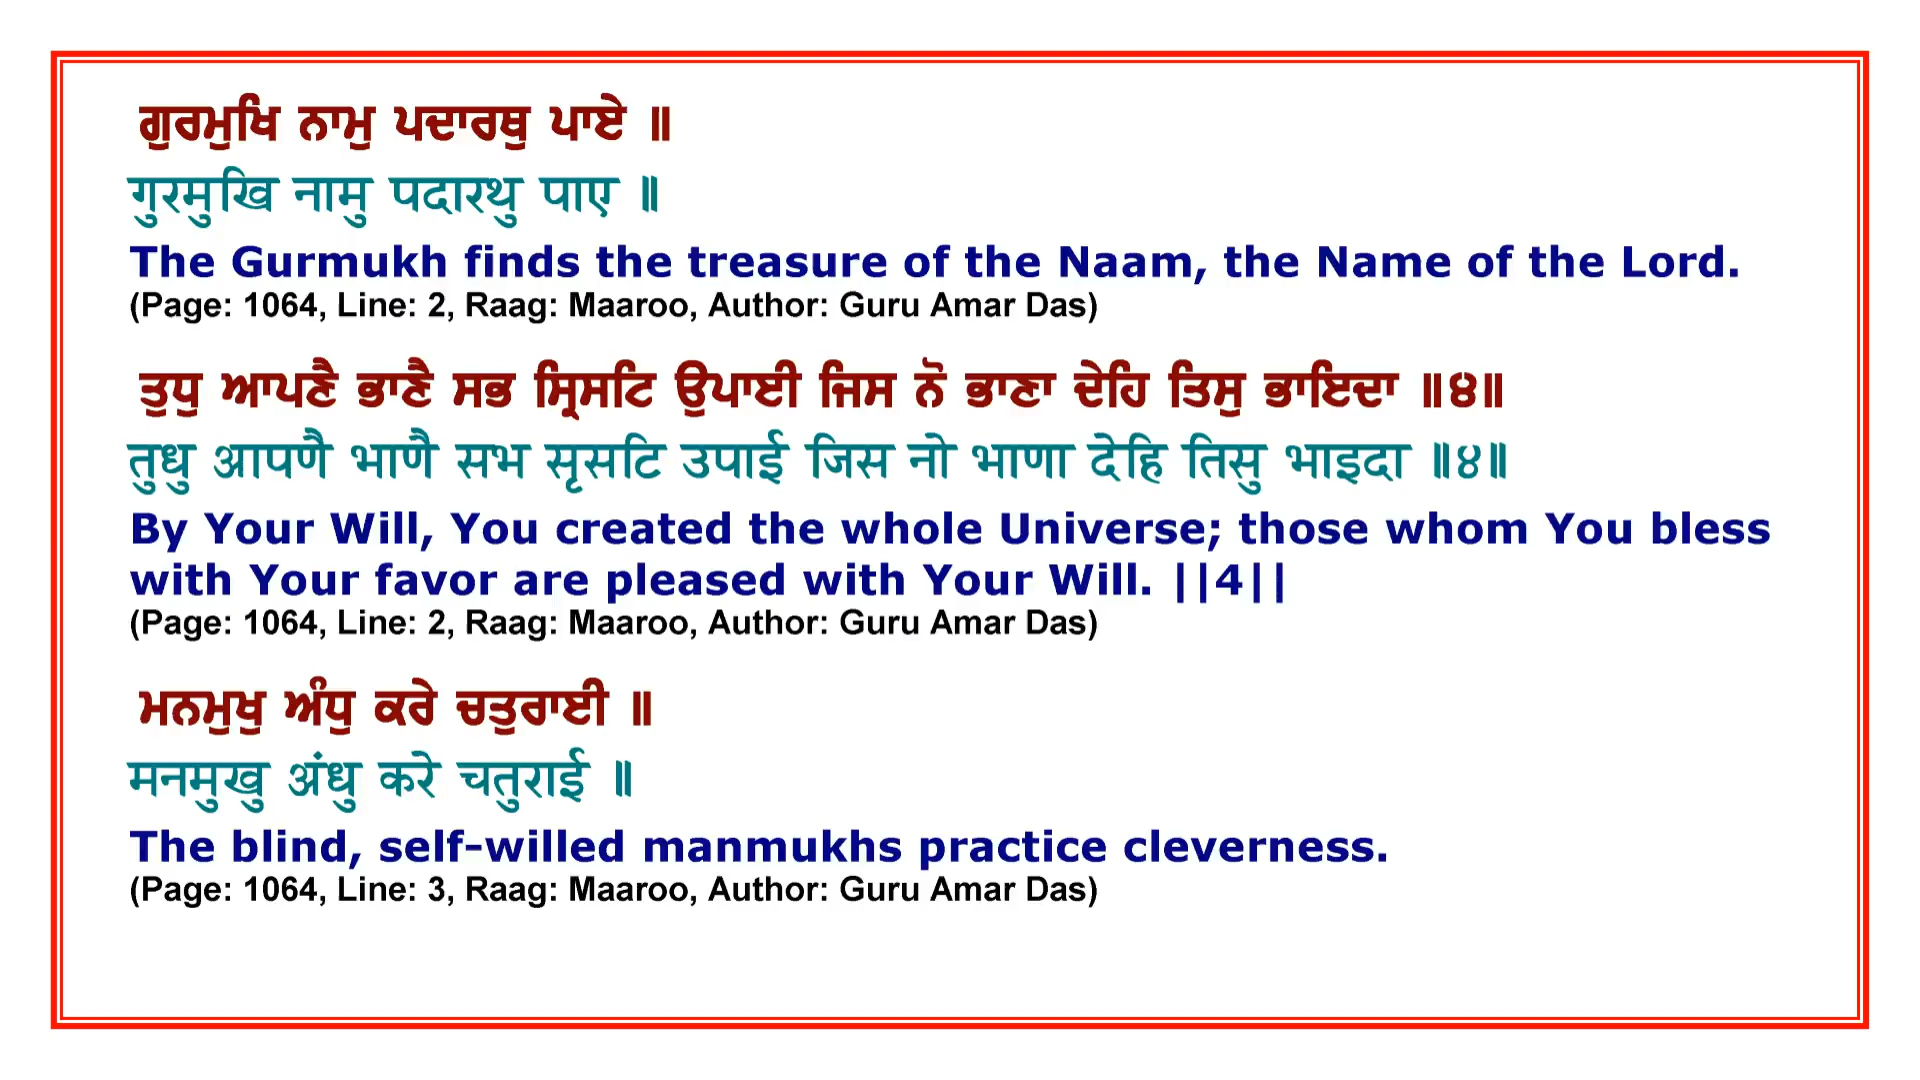 ਗੁਰਮੁਖਿ ਨਾਮੁ ਪਦਾਰਥੁ ਪਾਏ ॥
गुरमुखि नामु पदारथु पाए ॥
The Gurmukh finds the treasure of the Naam, the Name of the Lord.
(Page: 1064, Line: 2, Raag: Maaroo, Author: Guru Amar Das)
ਤੁਧੁ ਆਪਣੈ ਭਾਣੈ ਸਭ ਸ੍ਰਿਸਟਿ ਉਪਾਈ ਜਿਸ ਨੋ ਭਾਣਾ ਦੇਹਿ ਤਿਸੁ ਭਾਇਦਾ ॥੪॥
तुधु आपणै भाणै सभ सृसटि उपाई जिस नो भाणा देहि तिसु भाइदा ॥४॥
By Your Will, You created the whole Universe; those whom You bless
with Your favor are pleased with Your Will. ||4||
(Page: 1064, Line: 2, Raag: Maaroo, Author: Guru Amar Das)
ਮਨਮੁਖੁ ਅੰਧੁ ਕਰੇ ਚਤੁਰਾਈ ॥
मनमुखु अंधु करे चतुराई ॥
The blind, self-willed manmukhs practice cleverness.
(Page: 1064, Line: 3, Raag: Maaroo, Author: Guru Amar Das)